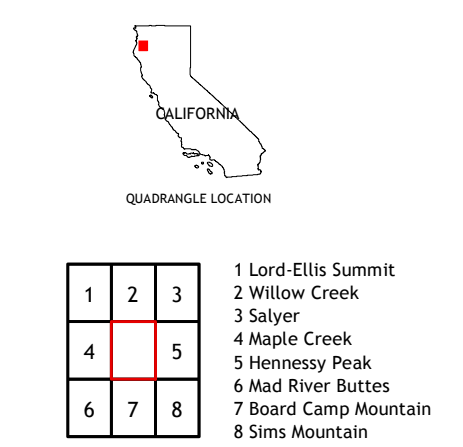 CALIFORNIA
QUADRANGLE LOCATION
1 2 3
4 5
6 7 8
1 Lord-Ellis Summit
2 Willow Creek
3 Salyer
4 Maple Creek
5 Hennessy Peak
6 Mad River Buttes
7 Board Camp Mountain
8 Sims Mountain